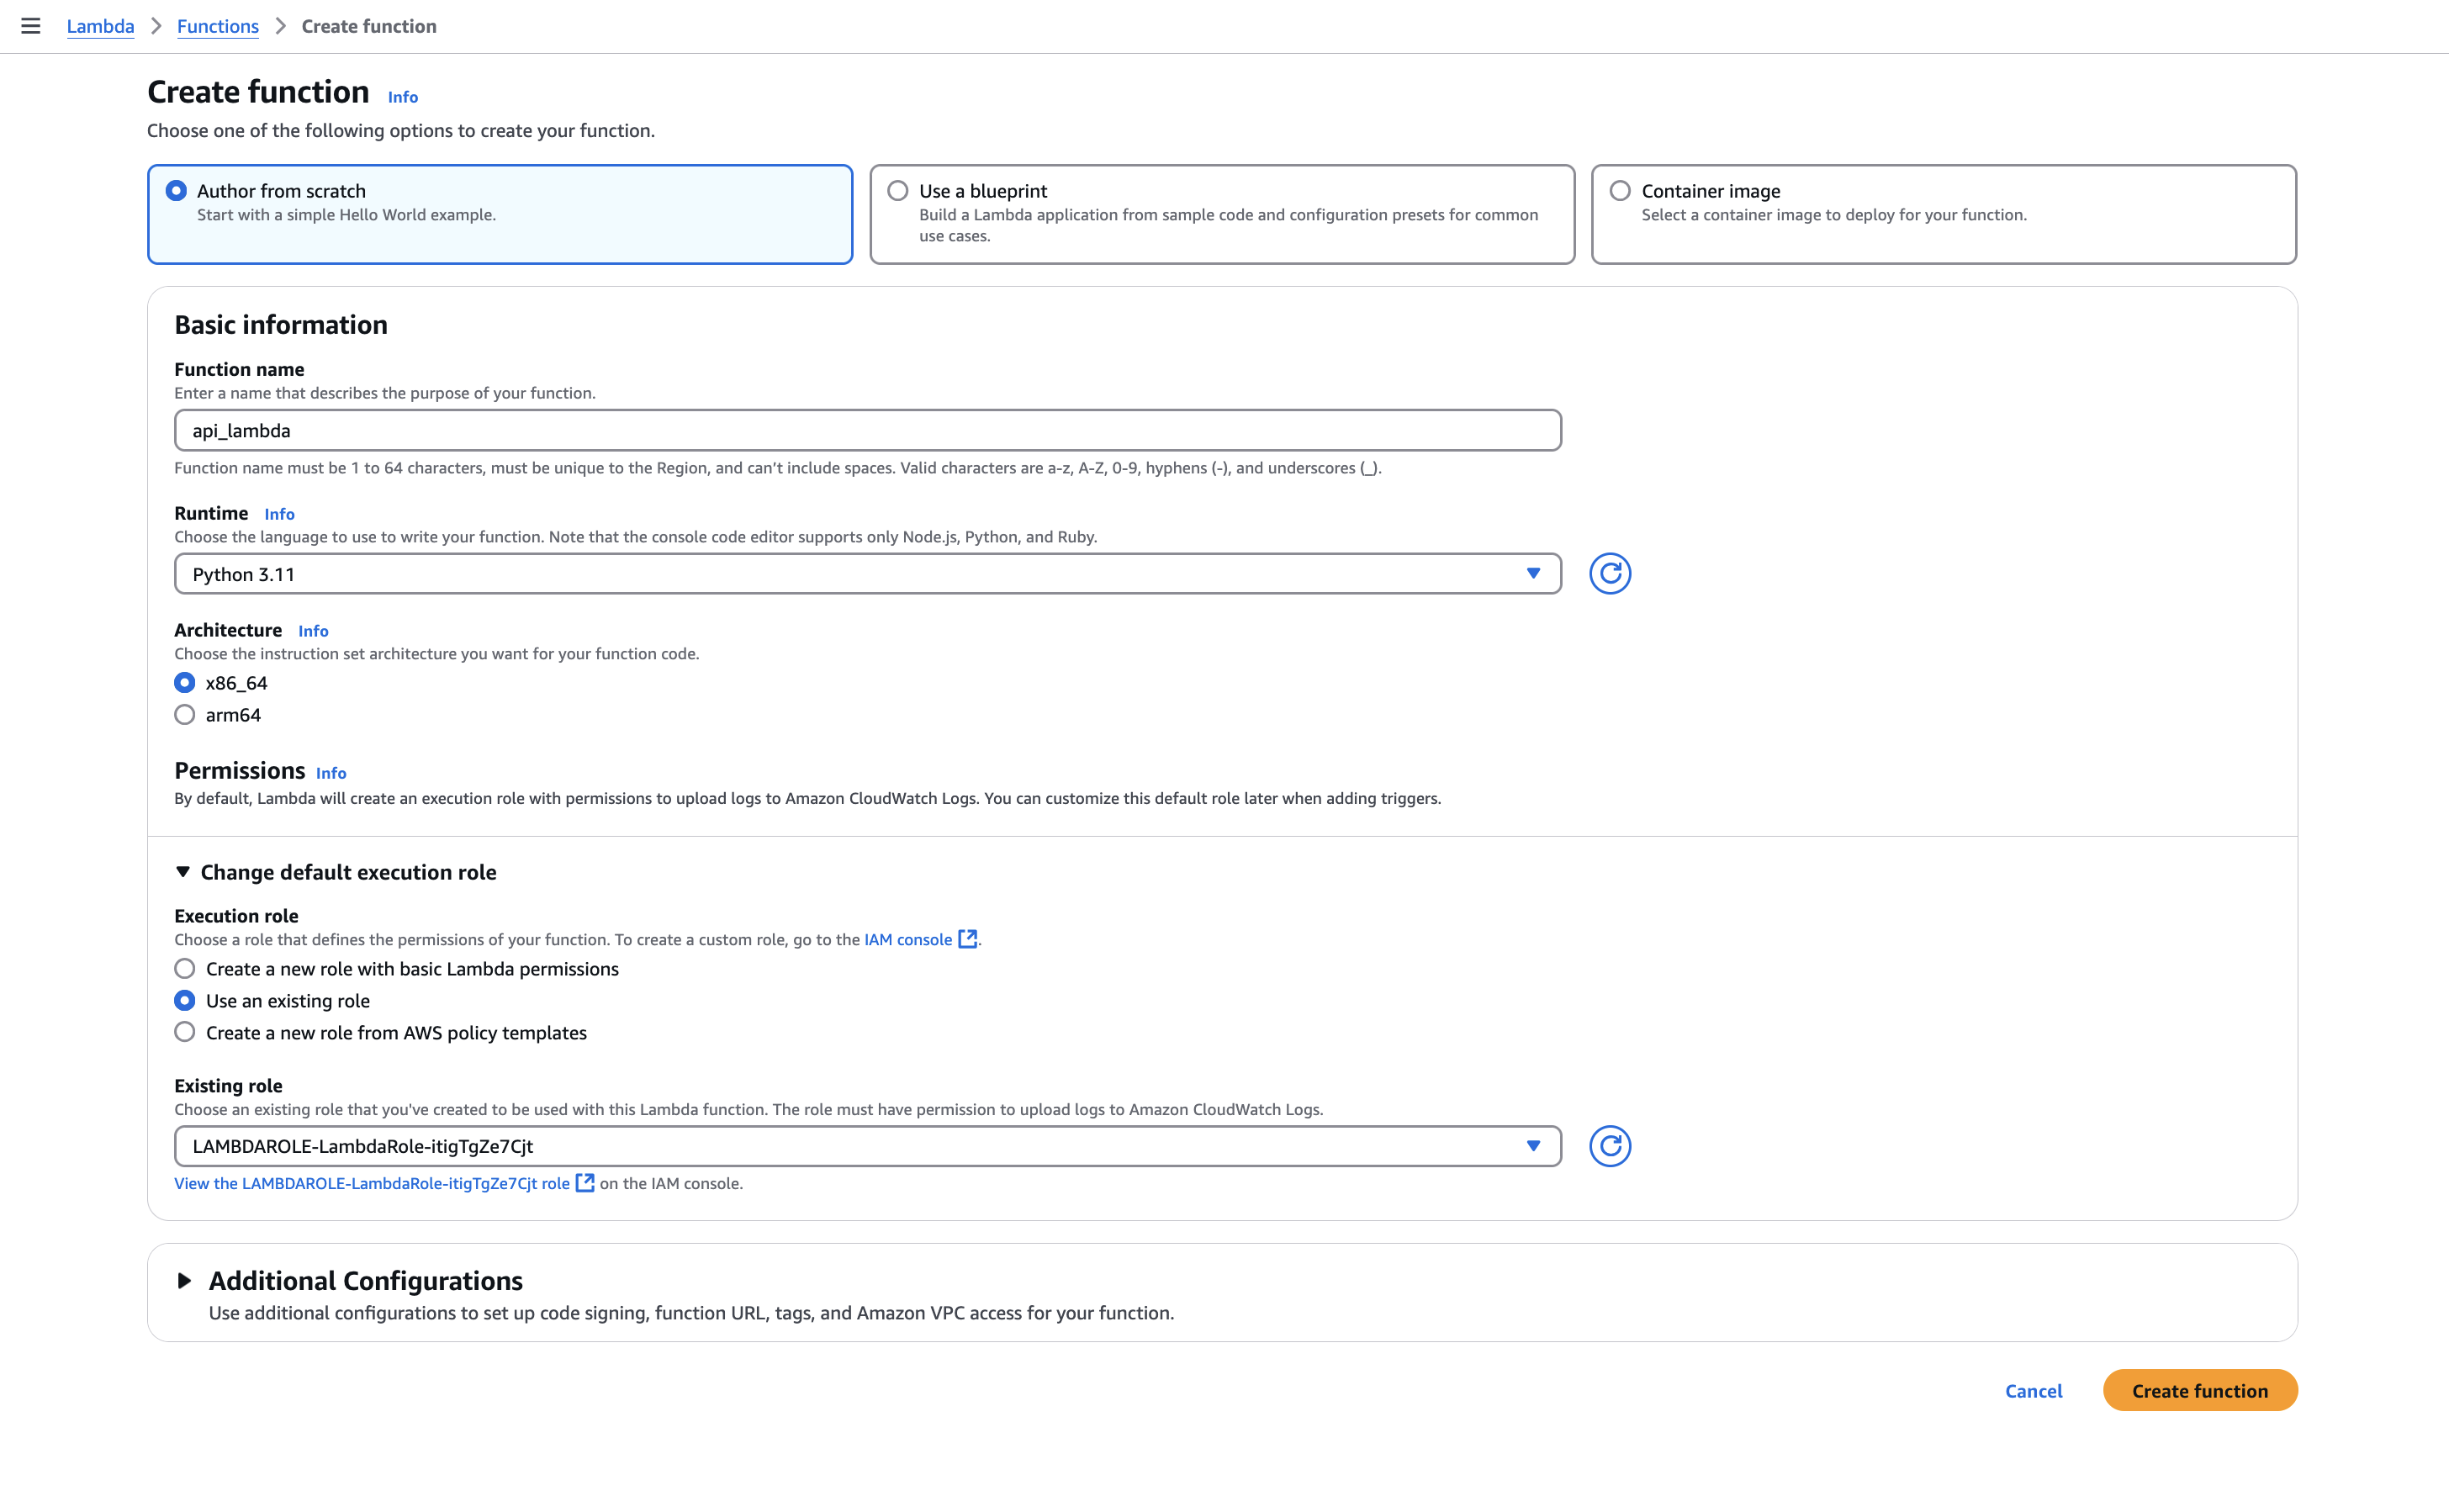 Lambda > Functions > Create function
Create function Info
Choose one of the following options to create your function.
Author from scratch
Start with a simple Hello World example.
Use a blueprint
Build a Lambda application from sample code and configuration presets for common
use cases.
Container image
Select a container image to deploy for your function.
Basic information
Function name
Enter a name that describes the purpose of your function.
api_lambda
Function name must be 1 to 64 characters, must be unique to the Region, and can’t include spaces. Valid characters are a-z, A-Z, 0-9, hyphens (-), and underscores (_).
Runtime Info
Choose the language to use to write your function. Note that the console code editor supports only Node.js, Python, and Ruby.
Python 3.11
Architecture Info
Choose the instruction set architecture you want for your function code.
x86_64
arm64
Permissions Info
By default, Lambda will create an execution role with permissions to upload logs to Amazon CloudWatch Logs. You can customize this default role later when adding triggers.
Change default execution role
Execution role
Choose a role that defines the permissions of your function. To create a custom role, go to the IAM console.
Create a new role with basic Lambda permissions
Use an existing role
Create a new role from AWS policy templates
Existing role
Choose an existing role that you've created to be used with this Lambda function. The role must have permission to upload logs to Amazon CloudWatch Logs.
LAMBDAROLE-LambdaRole-itigTgZe7Cjt
View the LAMBDAROLE-LambdaRole-itigTgZe7Cjt role on the IAM console.
Additional Configurations
Use additional configurations to set up code signing, function URL, tags, and Amazon VPC access for your function.
Cancel
Create function